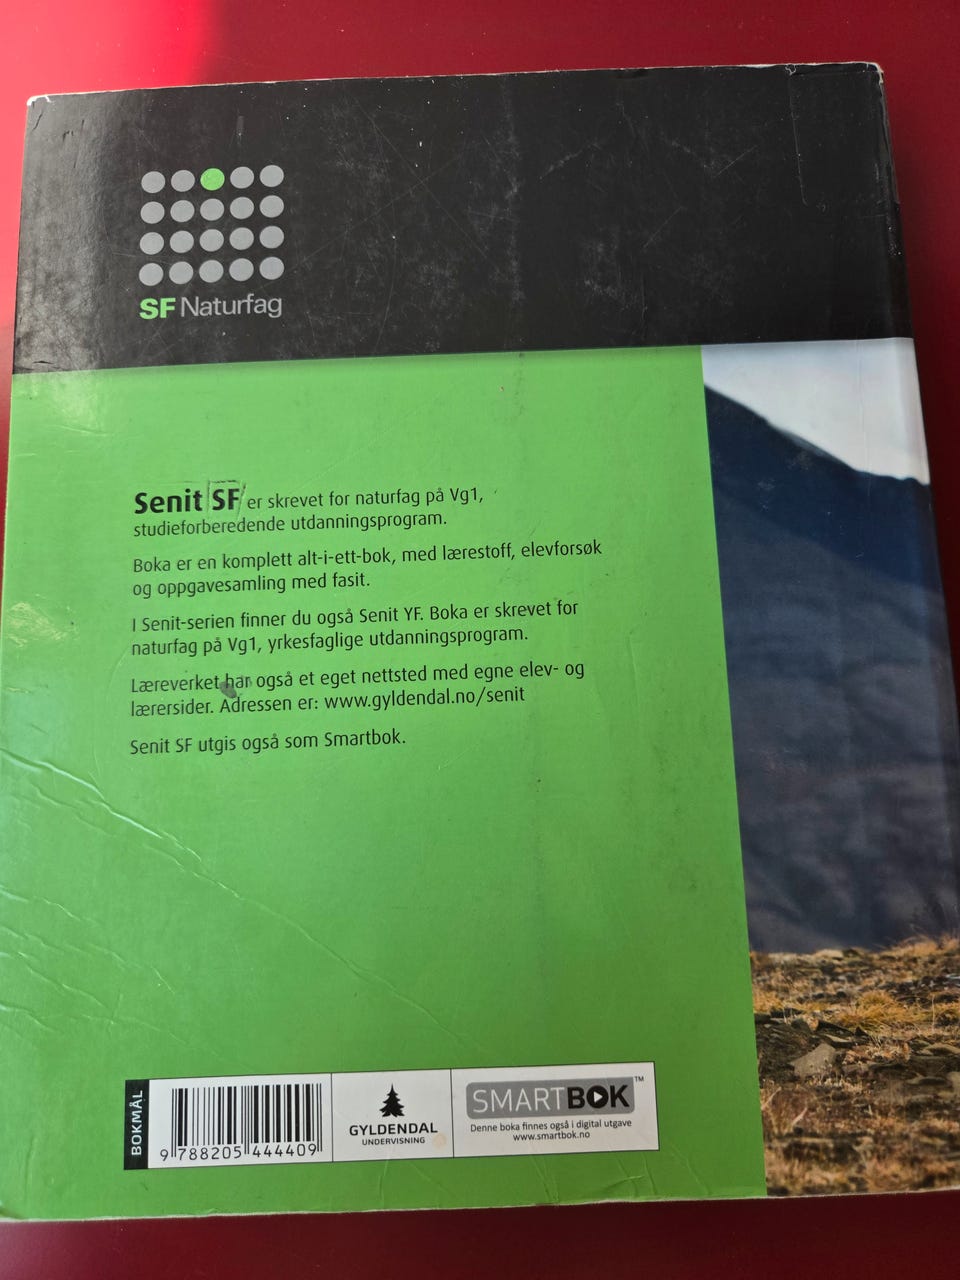 SF Naturfag
Senit SF er skrevet for naturfag på Vg1,
studieforberedende utdanningsprogram.
Boka er en komplett alt-i-ett-bok, med lærestoff, elevforsøk
og oppgavesamling med fasit.
I Senit-serien finner du også Senit YF. Boka er skrevet for
naturfag på Vg1, yrkesfaglige utdanningsprogram.
Læreverket har også et eget nettsted med egne elev- og
lærersider. Adressen er: www.gyldendal.no/senit
Senit SF utgis også som Smartbok.
BOKMÅL
9 788205 444409
GYLDENDAL
UNDERVISNING
SMARTBOK™
Denne boka finnes også i digital utgave
www.smartbok.no